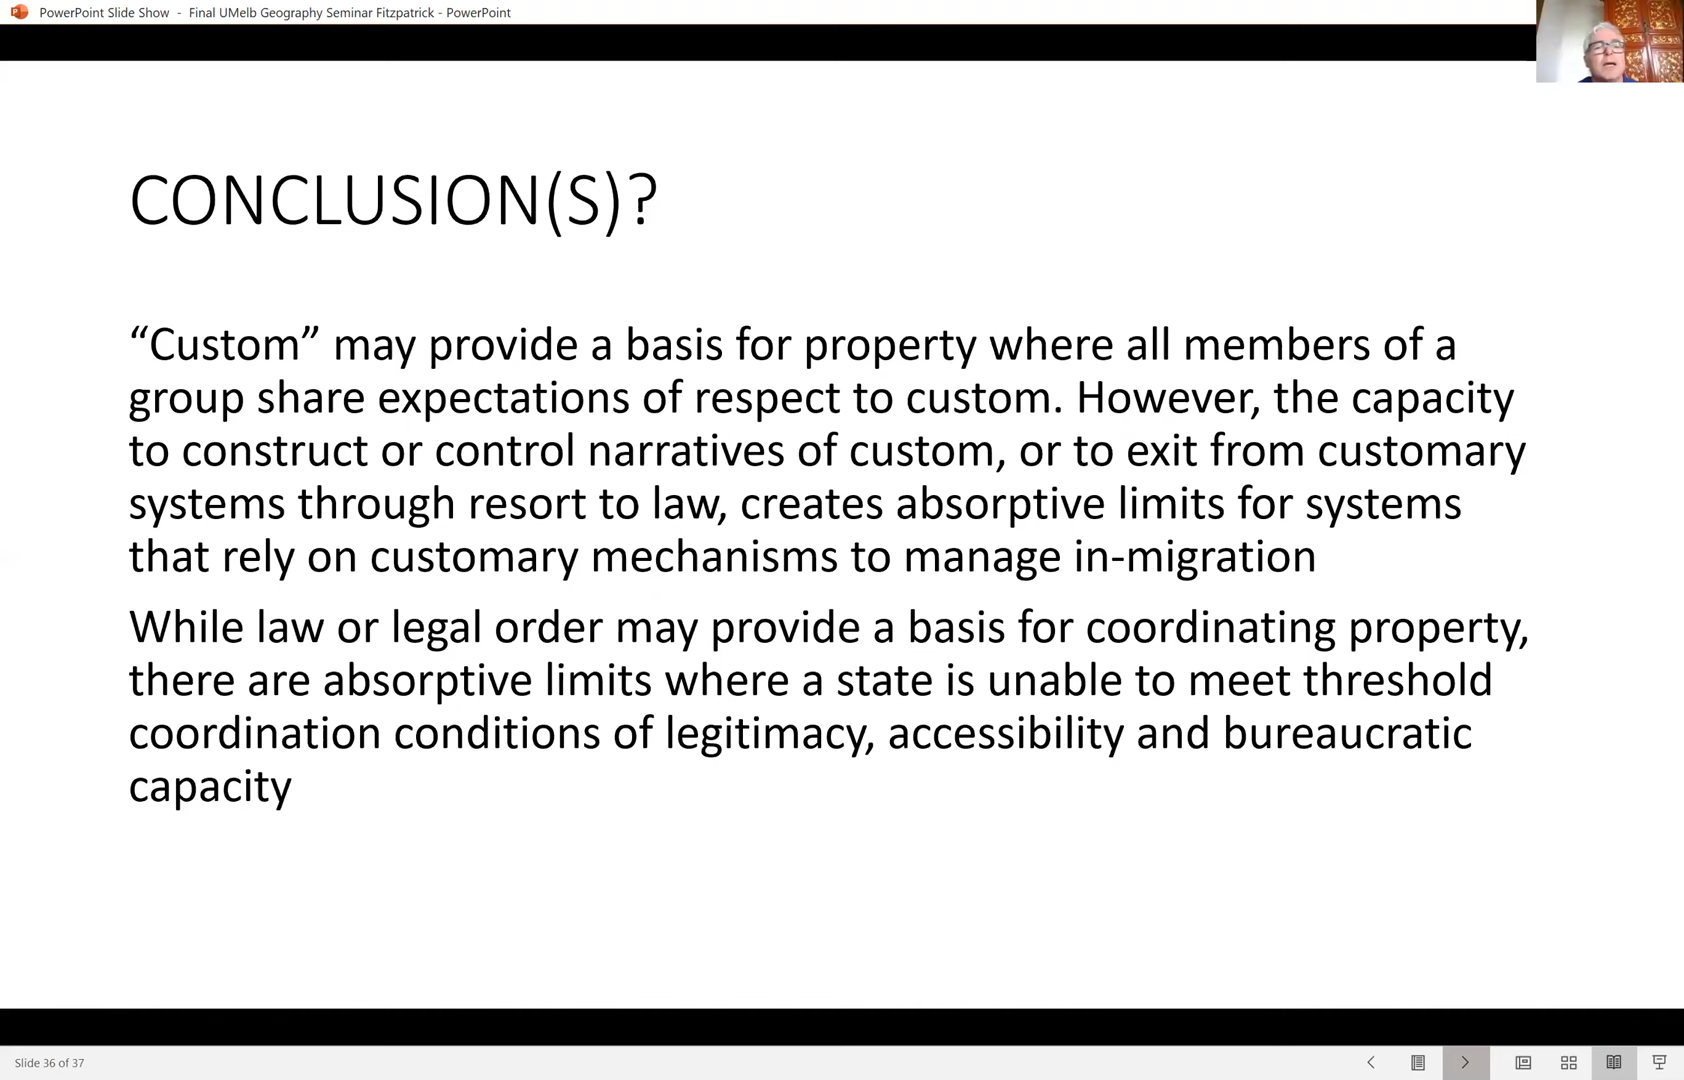 PowerPoint Slide Show - Final UMelb Geography Seminar Fitzpatrick - PowerPoint
CONCLUSION(S)?
“Custom” may provide a basis for property where all members of a
group share expectations of respect to custom. However, the capacity
to construct or control narratives of custom, or to exit from customary
systems through resort to law, creates absorptive limits for systems
that rely on customary mechanisms to manage in-migration
While law or legal order may provide a basis for coordinating property,
there are absorptive limits where a state is unable to meet threshold
coordination conditions of legitimacy, accessibility and bureaucratic
capacity
Slide 36 of 37